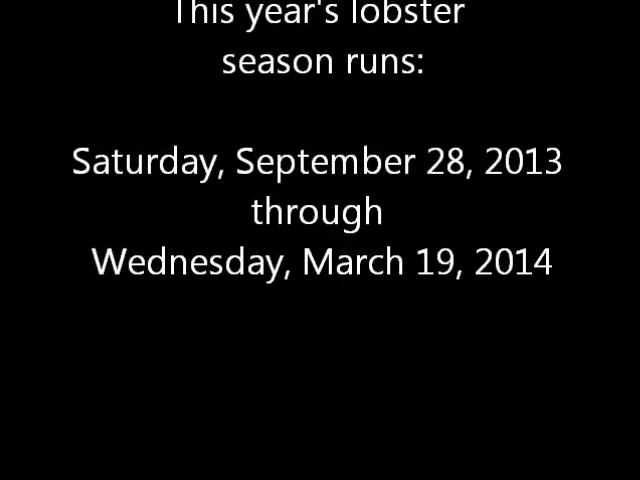 This year's lobster
season runs:
Saturday, September 28, 2013
through
Wednesday, March 19, 2014